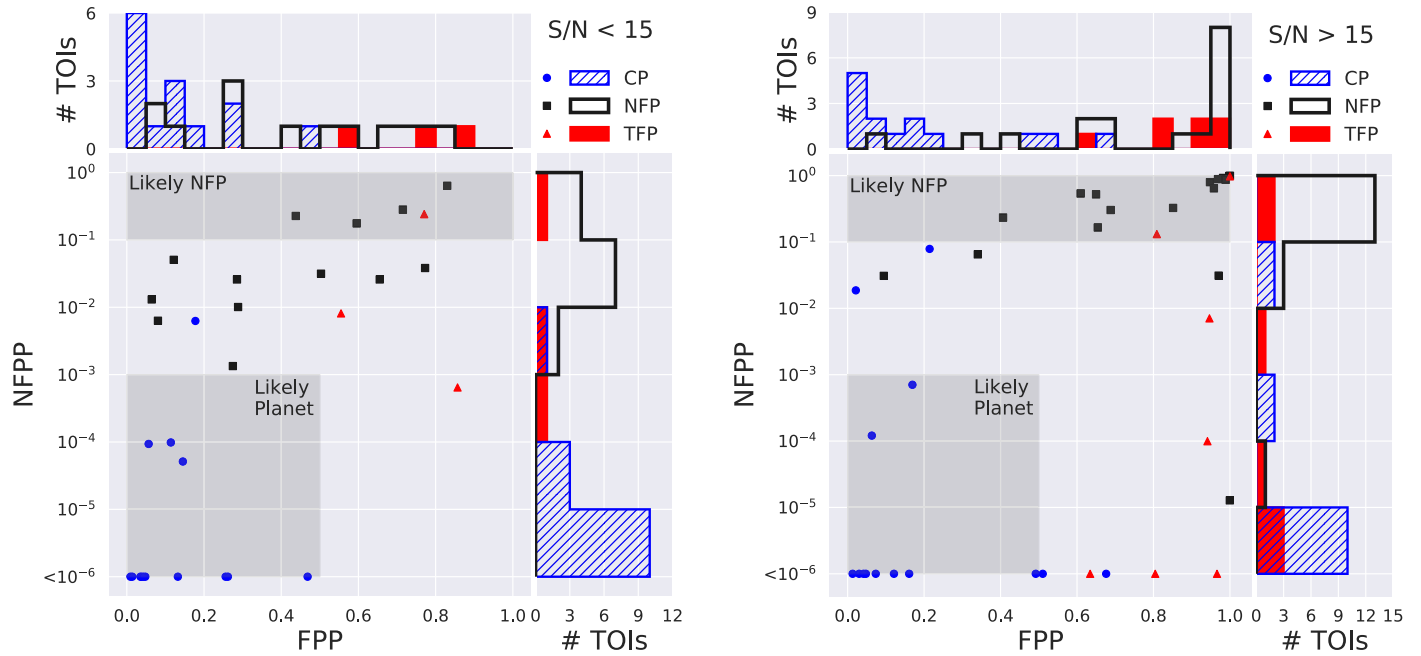 6
3
0
# TOIs
S/N < 15
CP
NFP
TFP
Likely NFP
Likely
Planet
10⁰
10⁻¹
10⁻²
10⁻³
10⁻⁴
10⁻⁵
<10⁻⁶
NFPP
0.0 0.2 0.4 0.6 0.8 1.0
FPP
0 3 6 9 12
# TOIs
9
6
3
0
# TOIs
S/N > 15
CP
NFP
TFP
Likely NFP
Likely
Planet
10⁰
10⁻¹
10⁻²
10⁻³
10⁻⁴
10⁻⁵
<10⁻⁶
NFPP
0.0 0.2 0.4 0.6 0.8 1.0
FPP
0 3 6 9 12 15
# TOIs